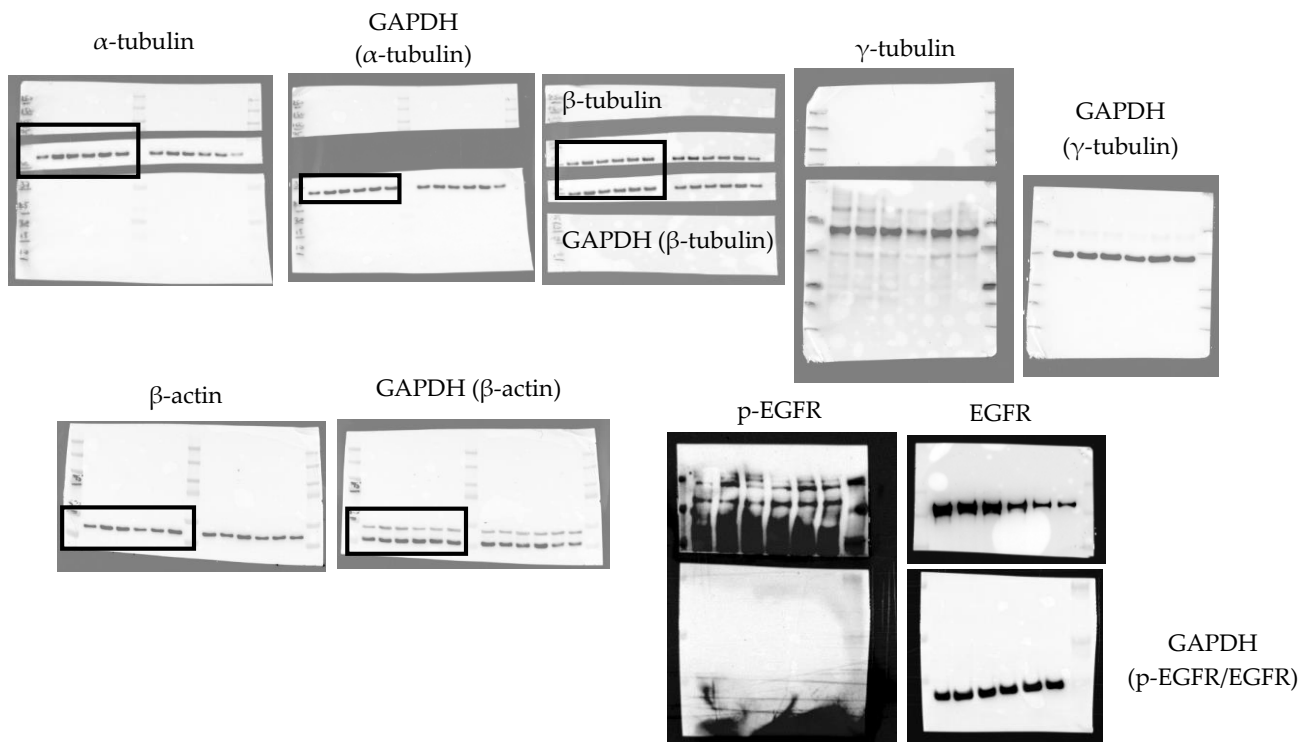 α-tubulin
GAPDH
(α-tubulin)
β-tubulin
GAPDH (β-tubulin)
γ-tubulin
GAPDH
(γ-tubulin)
β-actin
GAPDH (β-actin)
p-EGFR
EGFR
GAPDH
(p-EGFR/EGFR)